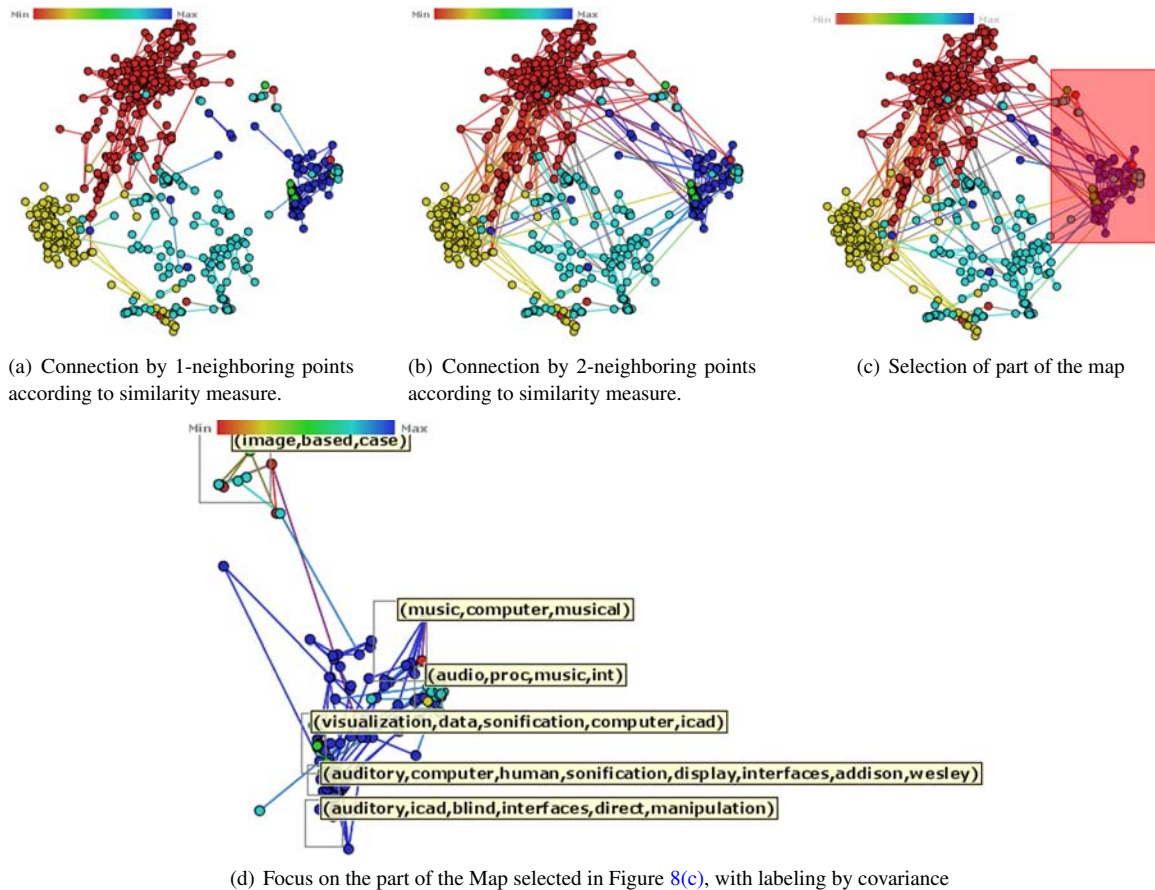 Min Max
Min Max
Min Max
(a) Connection by 1-neighboring points
according to similarity measure.
(b) Connection by 2-neighboring points
according to similarity measure.
(c) Selection of part of the map
Min Max
(image,based,case)
(music,computer,musical)
(audio,proc,music,int)
(visualization,data,sonification,computer,icad)
(auditory,computer,human,sonification,display,interfaces,addison,wesley)
(auditory,icad,blind,interfaces,direct,manipulation)
(d) Focus on the part of the Map selected in Figure 8(c), with labeling by covariance